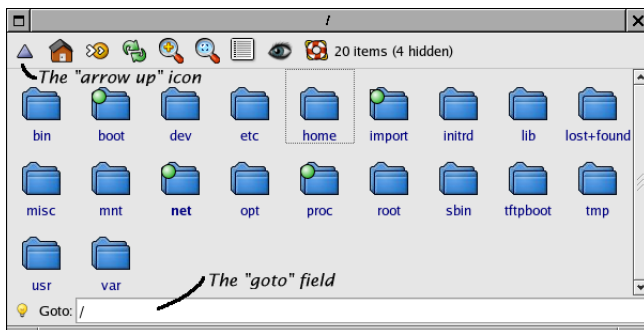 /
20 items (4 hidden)
The "arrow up" icon
bin boot dev etc home import initrd lib lost+found
misc mnt net opt proc root sbin tftpboot tmp
usr var
The "goto" field
Goto: /